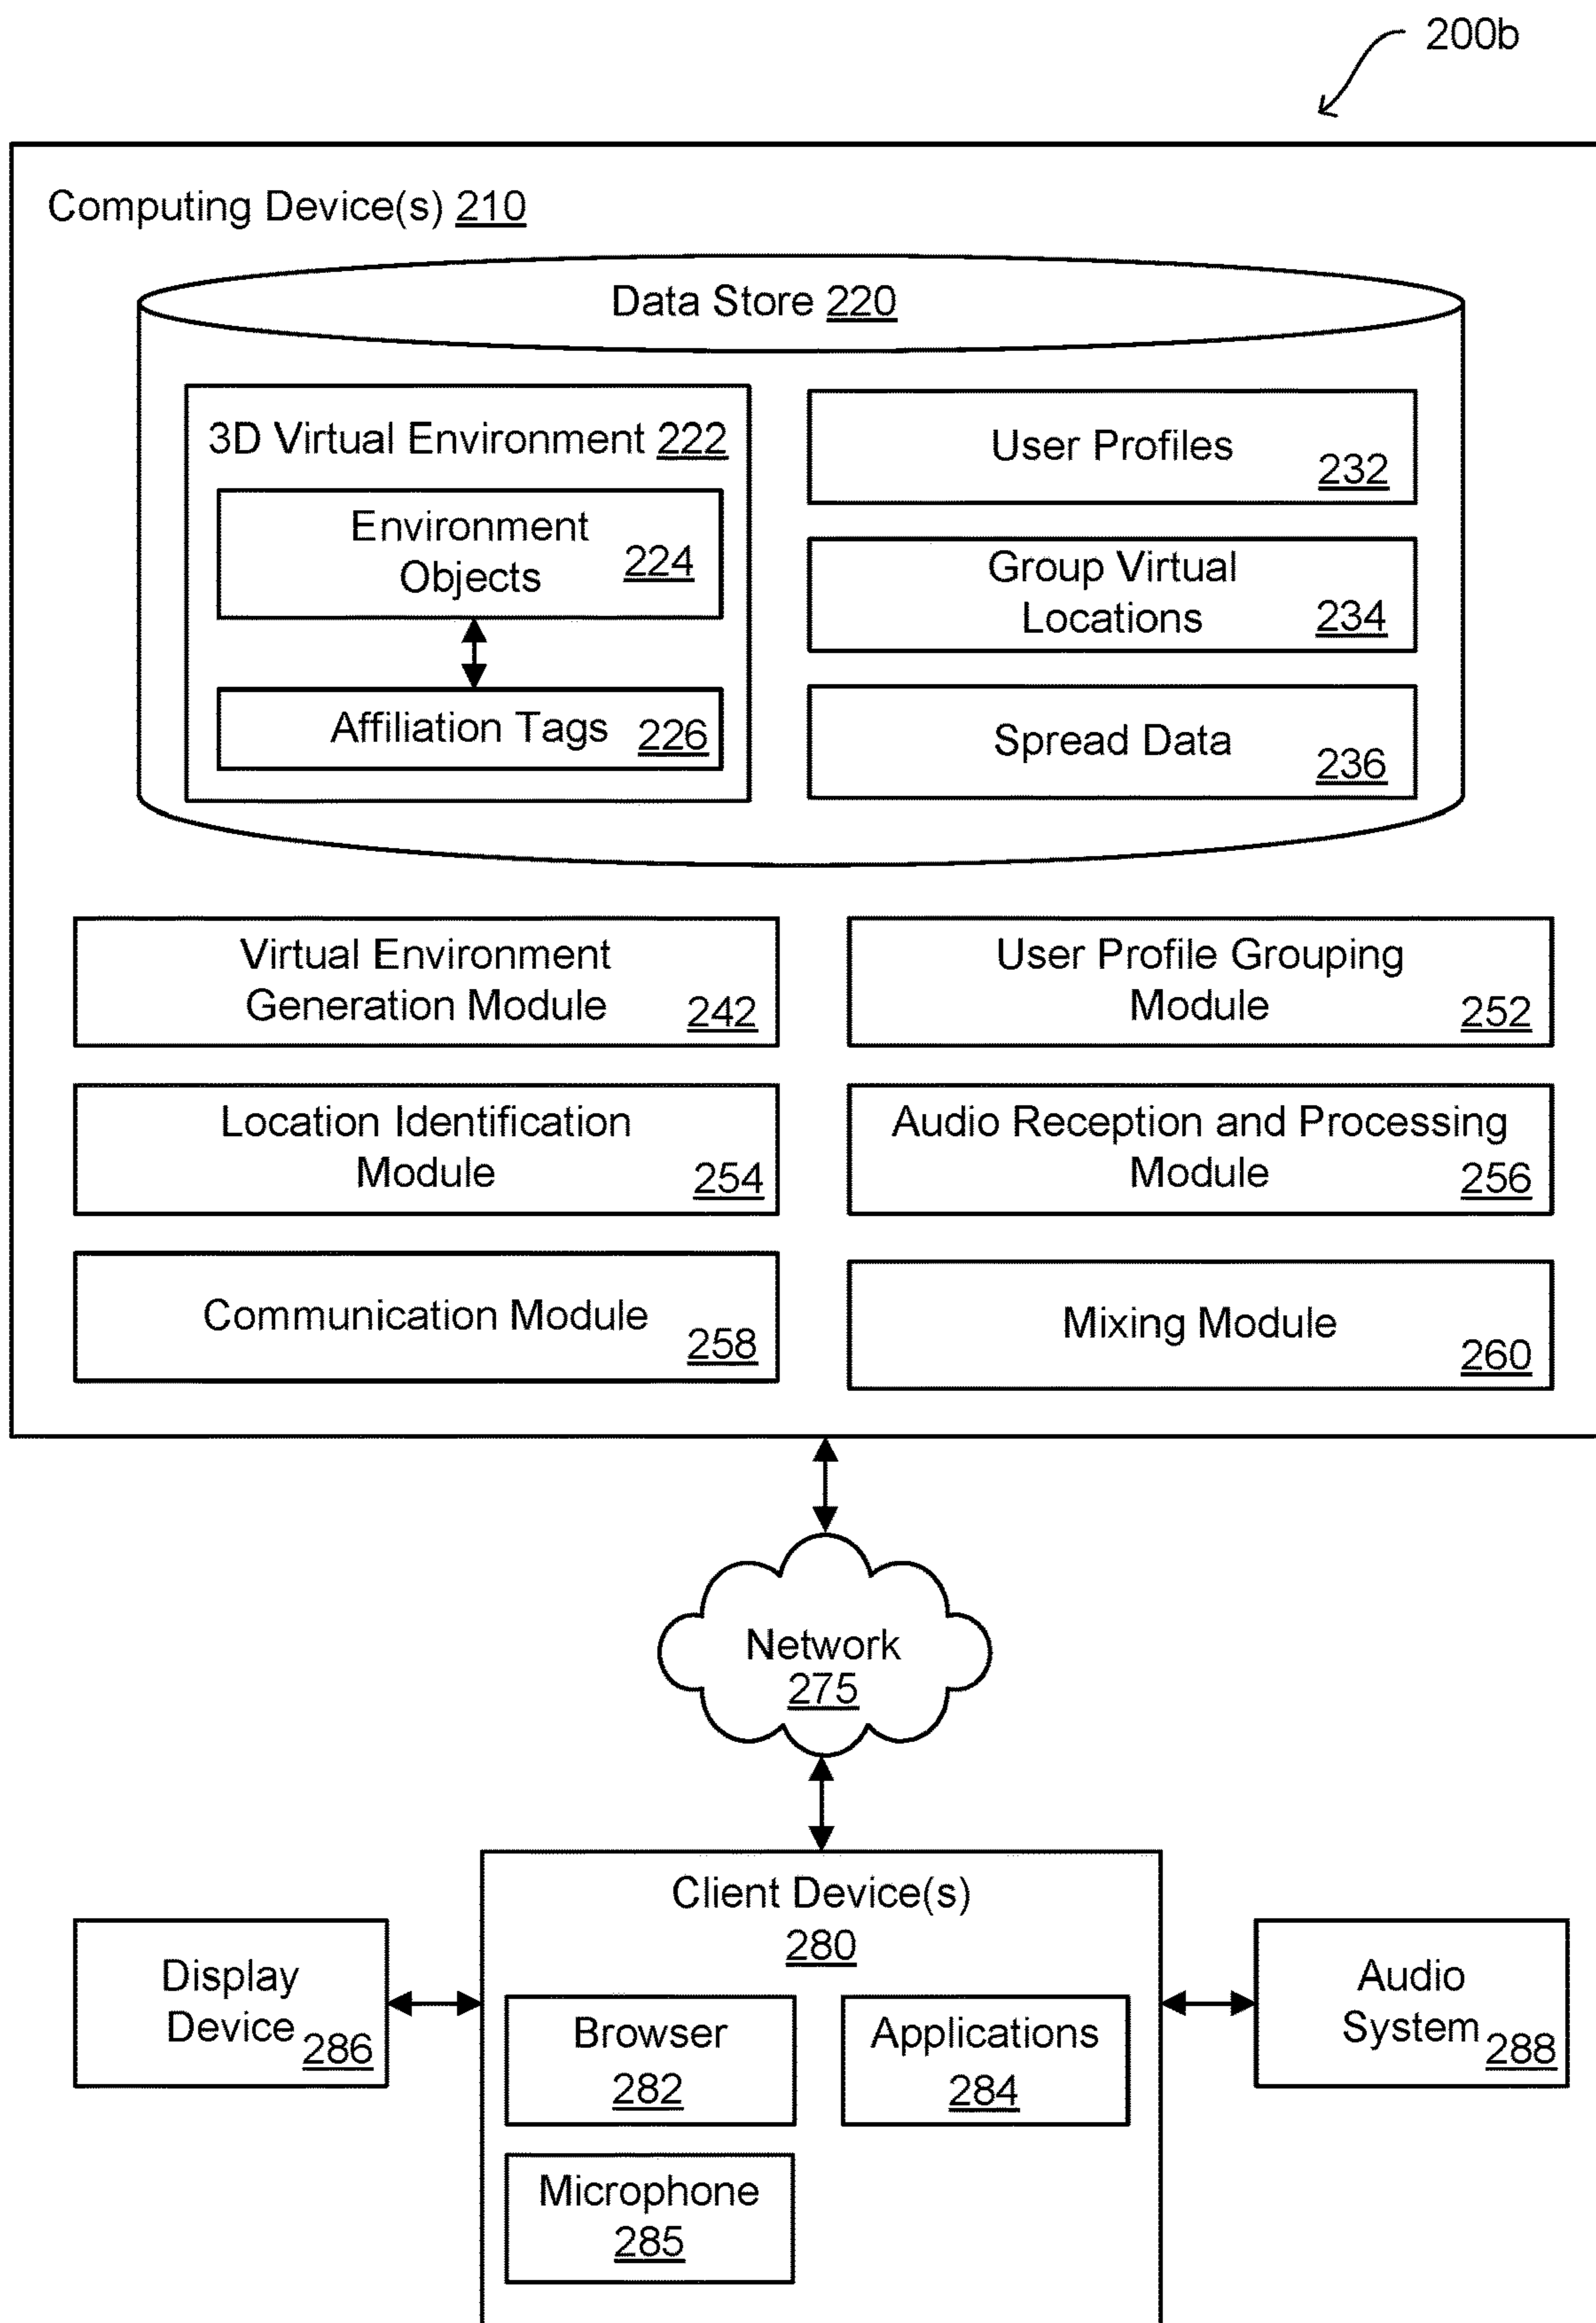 200b
Computing Device(s) 210
Data Store 220
3D Virtual Environment 222
Environment
Objects 224
Affiliation Tags 226
User Profiles 232
Group Virtual
Locations 234
Spread Data 236
Virtual Environment
Generation Module 242
User Profile Grouping
Module 252
Location Identification
Module 254
Audio Reception and Processing
Module 256
Communication Module 258
Mixing Module 260
Network
275
Client Device(s)
280
Display
Device 286
Browser
282
Applications
284
Microphone
285
Audio
System 288